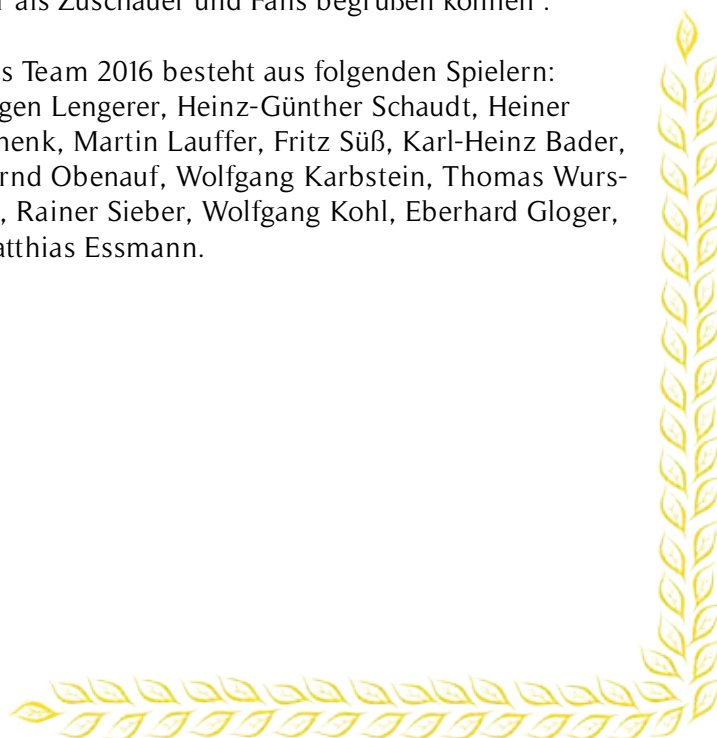 als Zuschauer und Fans begrüßen können .
s Team 2016 besteht aus folgenden Spielern:
gen Lengerer, Heinz-Günther Schaudt, Heiner
henk, Martin Lauffer, Fritz Süß, Karl-Heinz Bader,
rnd Obenauf, Wolfgang Karbstein, Thomas Wurs-
, Rainer Sieber, Wolfgang Kohl, Eberhard Gloger,
atthias Essmann.